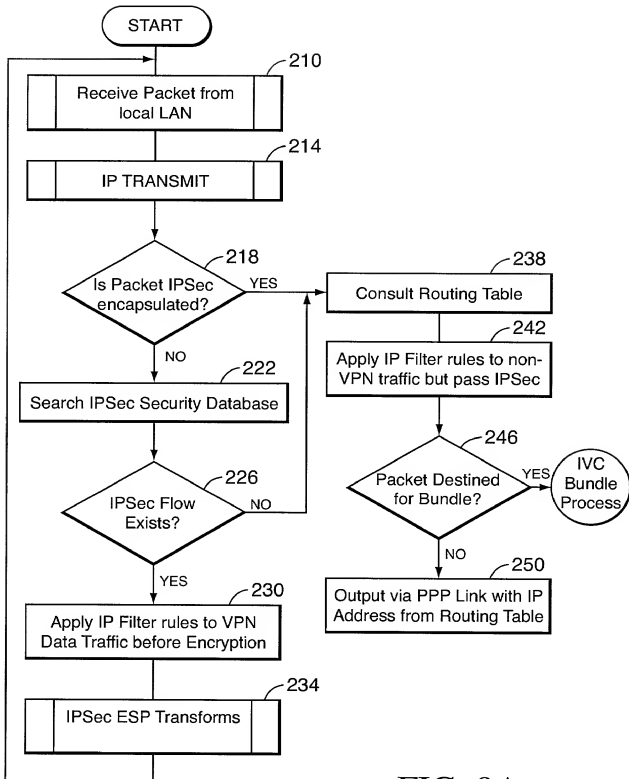 START
210
Receive Packet from
local LAN
214
IP TRANSMIT
218
Is Packet IPSec
encapsulated?
YES
NO
222
Search IPSec Security Database
226
IPSec Flow
Exists?
NO
YES
230
Apply IP Filter rules to VPN
Data Traffic before Encryption
234
IPSec ESP Transforms
238
Consult Routing Table
242
Apply IP Filter rules to non-
VPN traffic but pass IPSec
246
Packet Destined
for Bundle?
YES
IVC
Bundle
Process
NO
250
Output via PPP Link with IP
Address from Routing Table